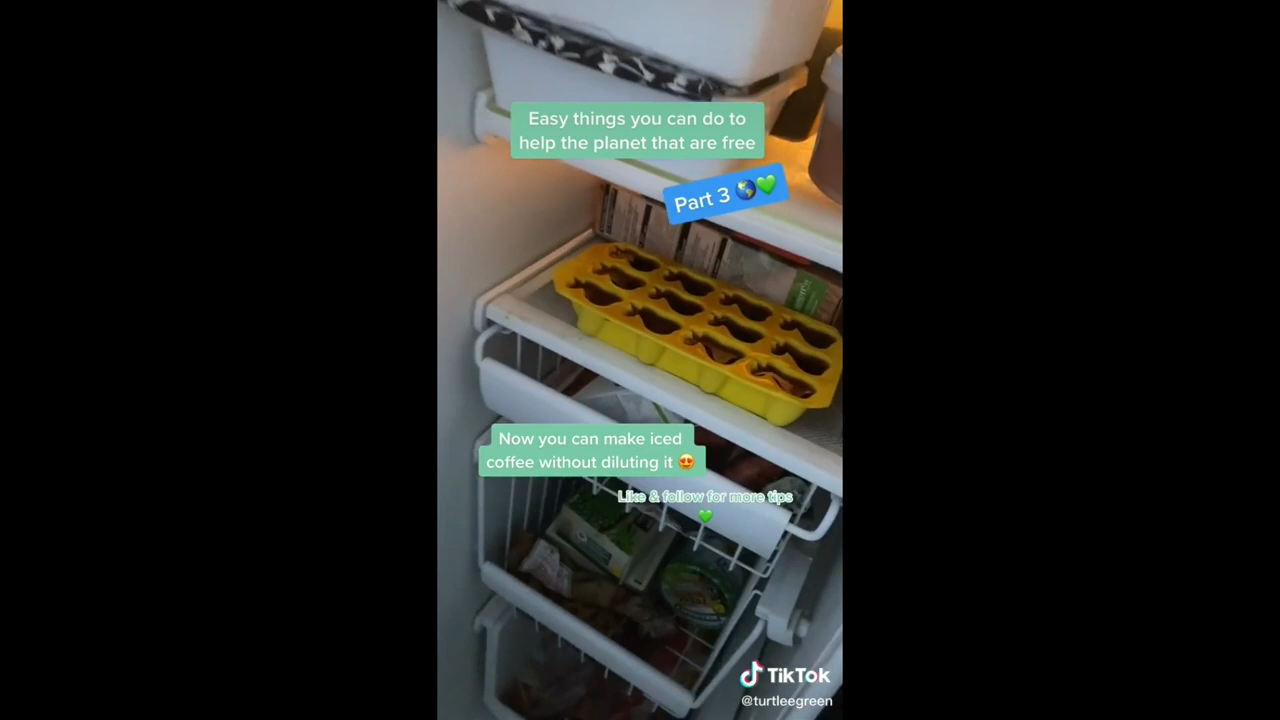 Easy things you can do to
help the planet that are free
Part 3 🌎💚
Now you can make iced
coffee without diluting it 😍
Like & follow for more tips
💚
TikTok
@turtleegreen